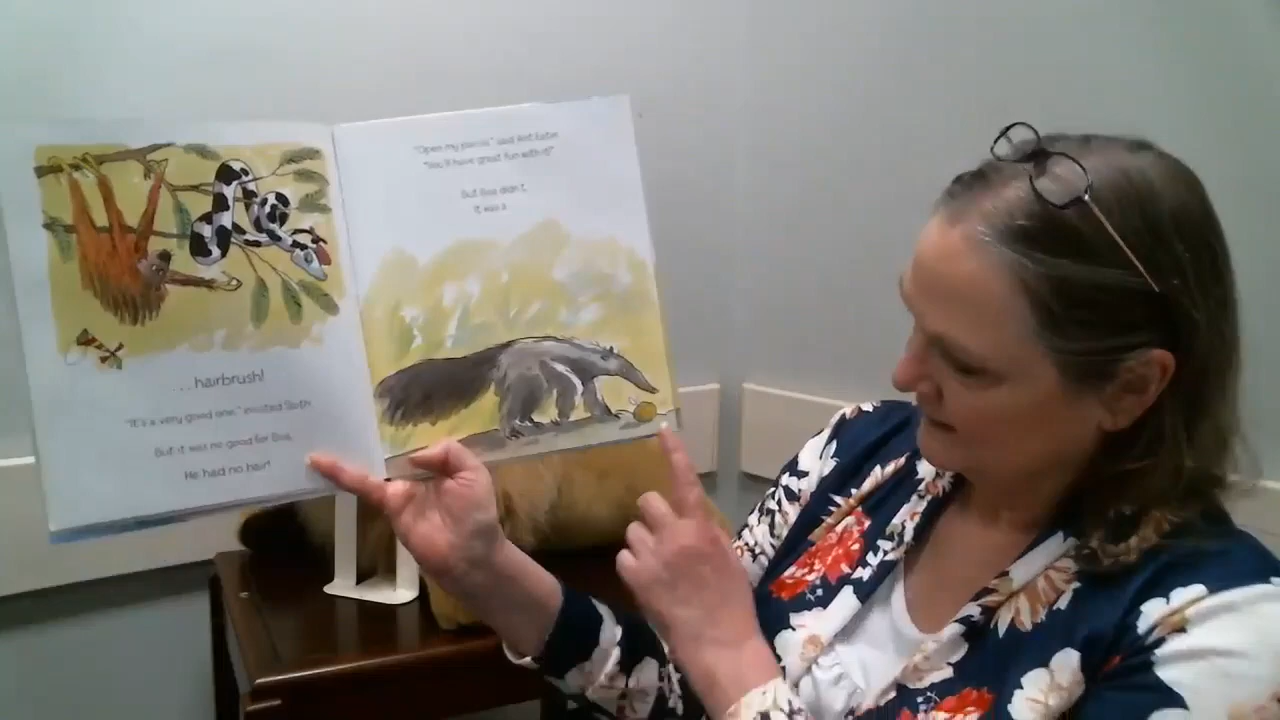 ... hairbrush!
"It's a very good one," insisted Sloth.
But it was no good for Boa.
He had no hair!
"Open my parcel," said Ant Eater.
"You'll have great fun with it!"
But Boa didn't.
It was a